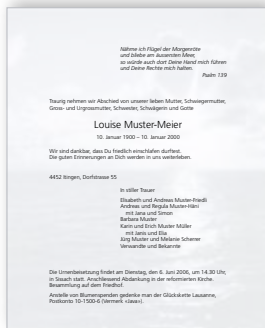 Nähme ich Flügel der Morgenröte
und bliebe am äussersten Meer,
so würde auch dort Deine Hand mich führen
und Deine Rechte mich halten.
Psalm 139
Traurig nehmen wir Abschied von unserer lieben Mutter, Schwiegermutter,
Gross- und Urgrossmutter, Schwester, Schwägerin und Gotte
Louise Muster-Meier
10. Januar 1900 – 10. Januar 2000
Wir sind dankbar, dass Du friedlich einschlafen durftest.
Die guten Erinnerungen an Dich werden in uns weiterleben.
4452 Itingen, Dorfstrasse 55
In stiller Trauer
Elisabeth und Andreas Muster-Friedli
Andreas und Regula Muster-Häni
mit Jana und Simon
Barbara Muster
Karin und Erich Muster Müller
mit Janis und Elia
Jürg Muster und Melanie Scherrer
Verwandte und Bekannte
Die Urnenbeisetzung findet am Dienstag, den 6. Juni 2006, um 14.30 Uhr,
in Sissach statt. Anschliessend Abdankung in der reformierten Kirche.
Besammlung auf dem Friedhof.
Anstelle von Blumenspenden gedenke man der Glückskette Lausanne,
Postkonto 10-1500-6 (Vermerk